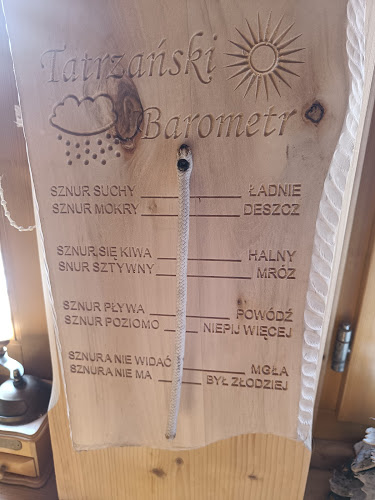 Tatrzański
Barometr
SZNUR SUCHY ŁADNIE
SZNUR MOKRY DESZCZ
SZNUR SIĘ KIWA HALNY
SNUR SZTYWNY MRÓZ
SZNUR PŁYWA POWÓDŹ
SZNUR POZIOMO NIEPIJ WIĘCEJ
SZNURA NIE WIDAĆ MGŁA
SZNURA NIE MA BYŁ ZŁODZIEJ